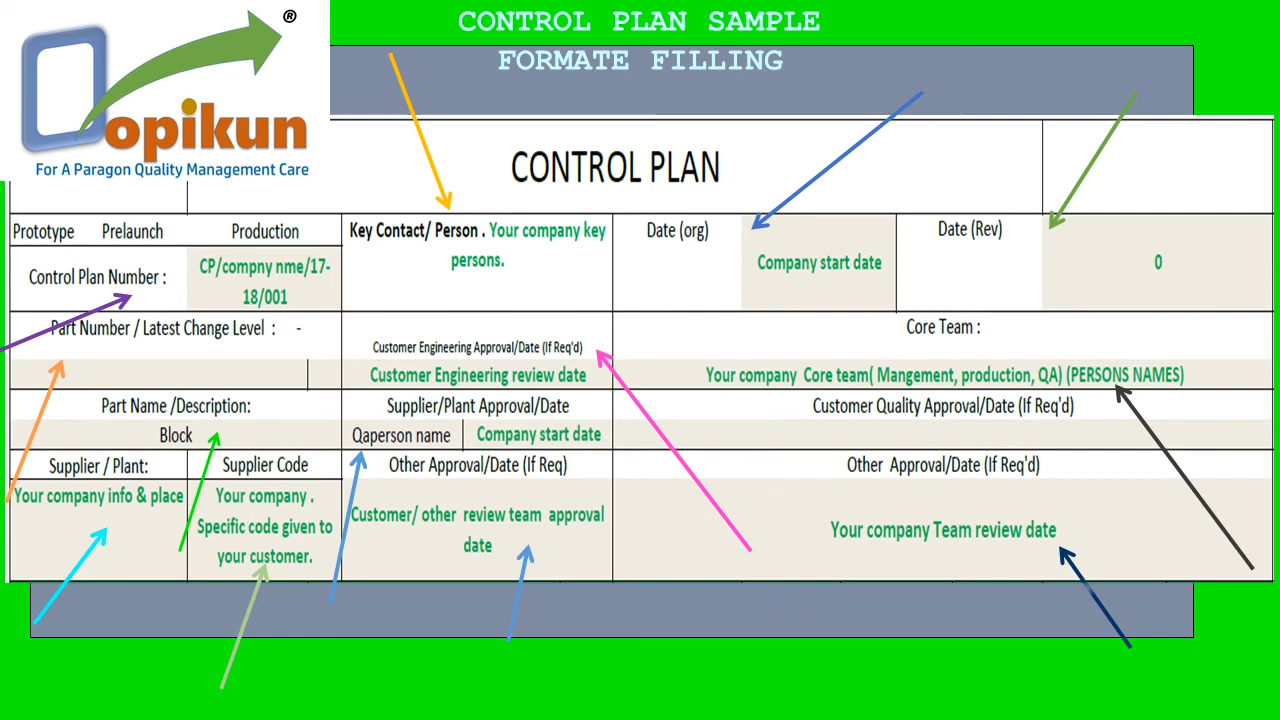 CONTROL PLAN SAMPLE
FORMATE FILLING
®
opikun
For A Paragon Quality Management Care
CONTROL PLAN
Prototype Prelaunch Production
Key Contact/ Person . Your company key
persons.
Date (org)
Company start date
Date (Rev)
0
Control Plan Number :
CP/compny nme/17-
18/001
Part Number / Latest Change Level : -
Customer Engineering Approval/Date (If Req'd)
Customer Engineering review date
Core Team :
Your company Core team( Mangement, production, QA) (PERSONS NAMES)
Part Name /Description:
Block
Supplier/Plant Approval/Date
Qaperson name Company start date
Customer Quality Approval/Date (If Req'd)
Supplier / Plant:
Your company info & place
Supplier Code
Your company .
Specific code given to
your customer.
Other Approval/Date (If Req)
Customer/ other review team approval
date
Other Approval/Date (If Req'd)
Your company Team review date